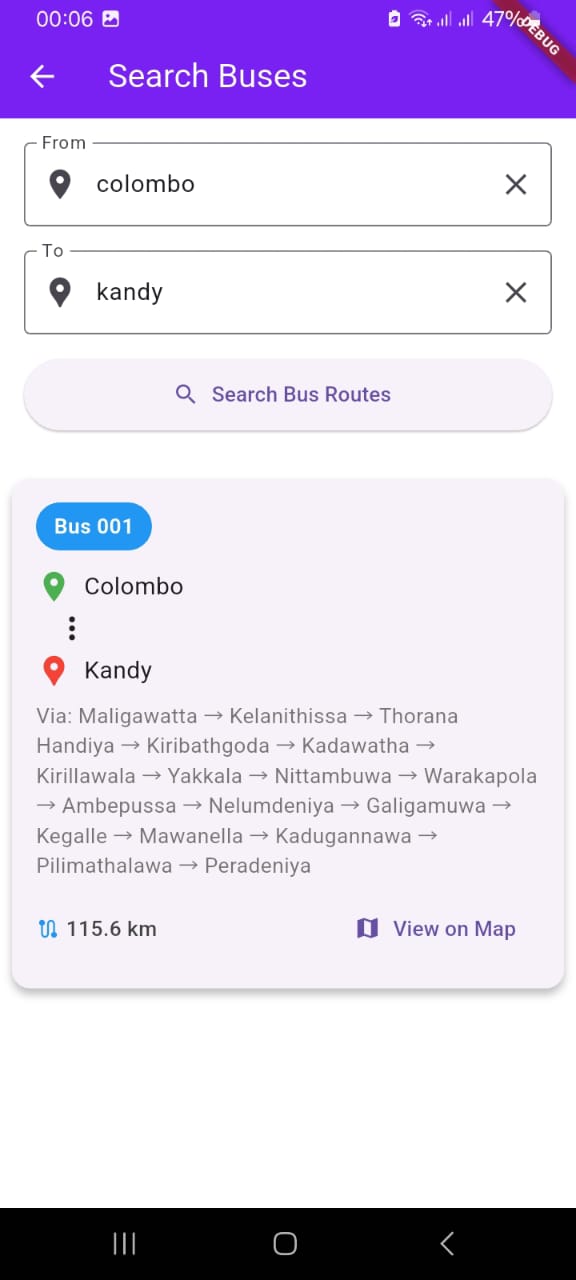 00:06
47%
DEBUG
Search Buses
From
colombo
To
kandy
Search Bus Routes
Bus 001
Colombo
Kandy
Via: Maligawatta → Kelanithissa → Thorana
Handiya → Kiribathgoda → Kadawatha →
Kirillawala → Yakkala → Nittambuwa → Warakapola
→ Ambepussa → Nelumdeniya → Galigamuwa →
Kegalle → Mawanella → Kadugannawa →
Pilimathalawa → Peradeniya
115.6 km
View on Map